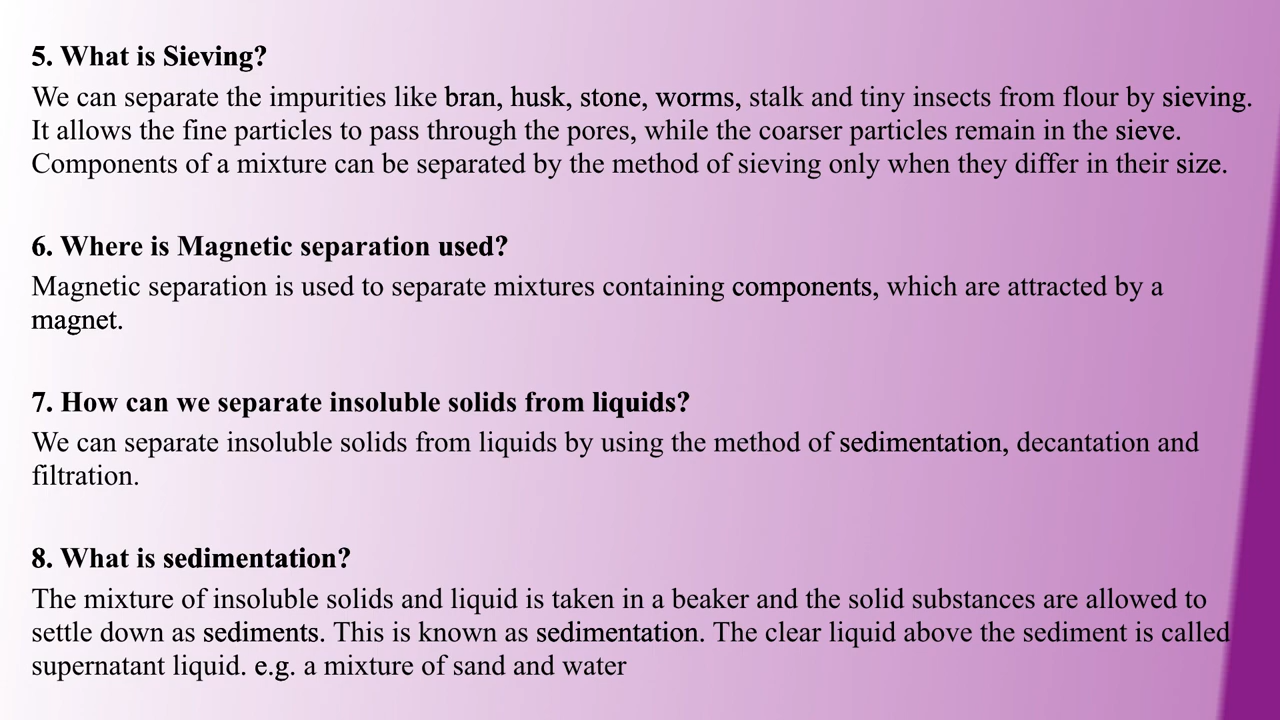 5. What is Sieving?
We can separate the impurities like bran, husk, stone, worms, stalk and tiny insects from flour by sieving.
It allows the fine particles to pass through the pores, while the coarser particles remain in the sieve.
Components of a mixture can be separated by the method of sieving only when they differ in their size.
6. Where is Magnetic separation used?
Magnetic separation is used to separate mixtures containing components, which are attracted by a
magnet.
7. How can we separate insoluble solids from liquids?
We can separate insoluble solids from liquids by using the method of sedimentation, decantation and
filtration.
8. What is sedimentation?
The mixture of insoluble solids and liquid is taken in a beaker and the solid substances are allowed to
settle down as sediments. This is known as sedimentation. The clear liquid above the sediment is called
supernatant liquid. e.g. a mixture of sand and water